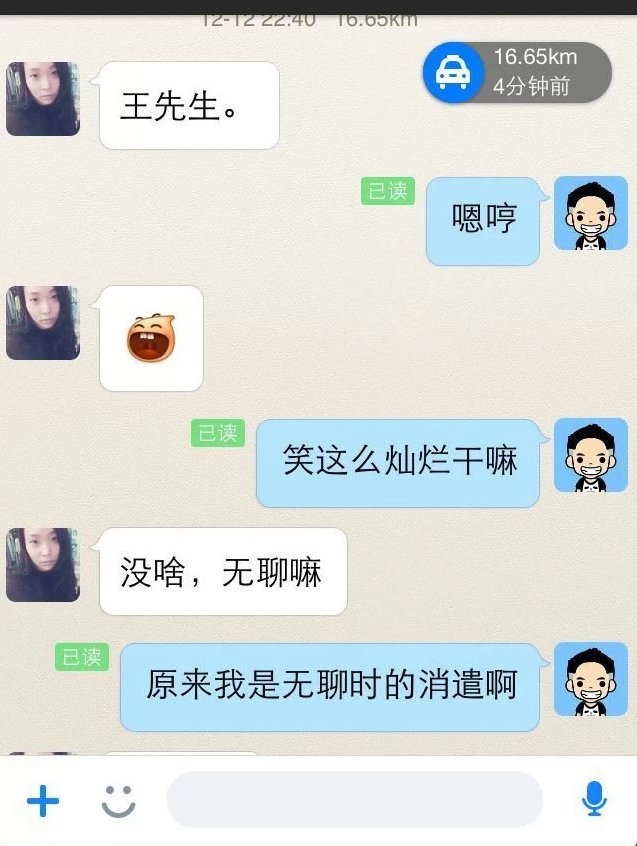 12-12 22:40 16.65km
16.65km
4分钟前
王先生。
已读
嗯哼
已读
笑这么灿烂干嘛
没啥，无聊嘛
已读
原来我是无聊时的消遣啊